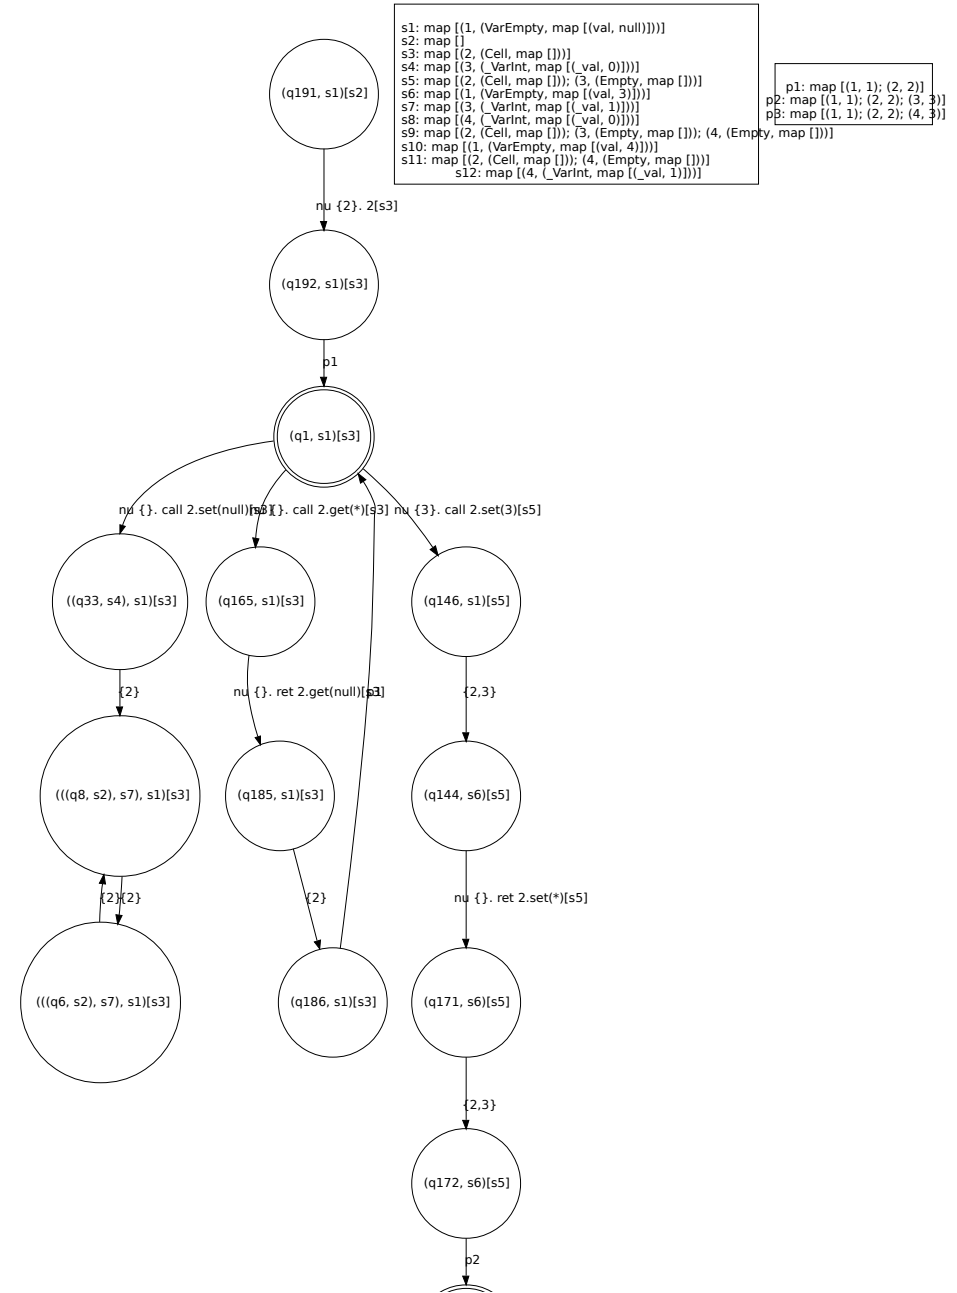 s1: map [(1, (VarEmpty, map [(val, null)]))]
s2: map []
s3: map [(2, (Cell, map []))]
s4: map [(3, (_VarInt, map [(_val, 0)]))]
s5: map [(2, (Cell, map [])); (3, (Empty, map []))]
s6: map [(1, (VarEmpty, map [(val, 3)]))]
s7: map [(3, (_VarInt, map [(_val, 1)]))]
s8: map [(4, (_VarInt, map [(_val, 0)]))]
s9: map [(2, (Cell, map [])); (3, (Empty, map [])); (4, (Empty, map []))]
s10: map [(1, (VarEmpty, map [(val, 4)]))]
s11: map [(2, (Cell, map [])); (4, (Empty, map []))]
s12: map [(4, (_VarInt, map [(_val, 1)]))]
p1: map [(1, 1); (2, 2)]
p2: map [(1, 1); (2, 2); (3, 3)]
p3: map [(1, 1); (2, 2); (4, 3)]
(q191, s1)[s2]
nu {2}. 2[s3]
(q192, s1)[s3]
p1
(q1, s1)[s3]
nu {}. call 2.set(null)[s3]
nu {}. call 2.get(*)[s3]
nu {3}. call 2.set(3)[s5]
((q33, s4), s1)[s3]
(q165, s1)[s3]
(q146, s1)[s5]
{2}
nu {}. ret 2.get(null)[s3]
p1
{2,3}
(((q8, s2), s7), s1)[s3]
(q185, s1)[s3]
(q144, s6)[s5]
{2}
{2}
{2}
nu {}. ret 2.set(*)[s5]
(((q6, s2), s7), s1)[s3]
(q186, s1)[s3]
(q171, s6)[s5]
{2,3}
(q172, s6)[s5]
p2